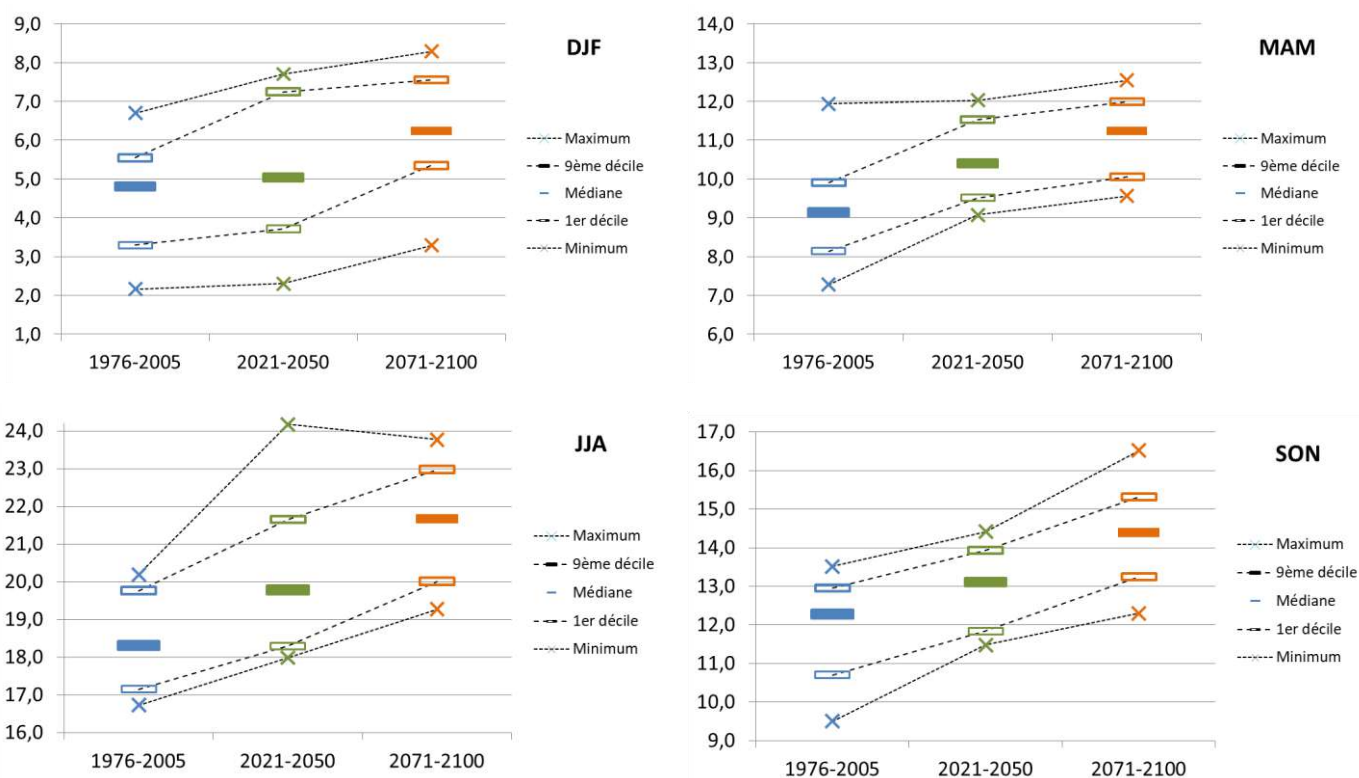 DJF
9,0
8,0
7,0
6,0
5,0
4,0
3,0
2,0
1,0
1976-2005 2021-2050 2071-2100
Maximum
9ème décile
Médiane
1er décile
Minimum
MAM
14,0
13,0
12,0
11,0
10,0
9,0
8,0
7,0
6,0
1976-2005 2021-2050 2071-2100
Maximum
9ème décile
Médiane
1er décile
Minimum
JJA
24,0
23,0
22,0
21,0
20,0
19,0
18,0
17,0
16,0
1976-2005 2021-2050 2071-2100
Maximum
9ème décile
Médiane
1er décile
Minimum
SON
17,0
16,0
15,0
14,0
13,0
12,0
11,0
10,0
9,0
1976-2005 2021-2050 2071-2100
Maximum
9ème décile
Médiane
1er décile
Minimum